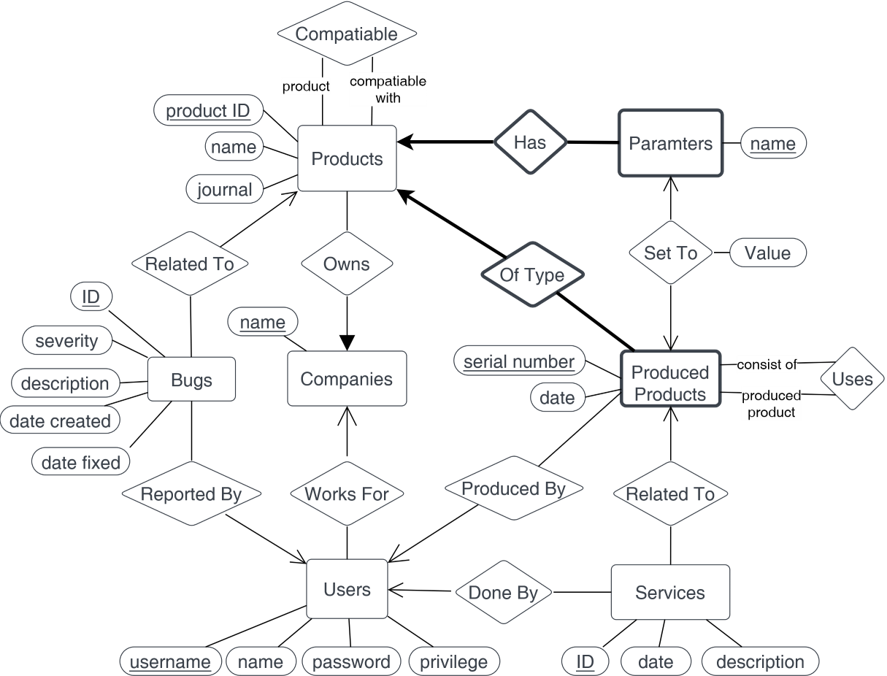 Compatiable
product
compatiable
with
product ID
name
journal
Products
Has
Paramters
name
Related To
Owns
Of Type
Set To
Value
ID
name
severity
description
date created
date fixed
Bugs
Companies
serial number
date
Produced
Products
consist of
produced
product
Uses
Reported By
Works For
Produced By
Related To
Users
Done By
Services
username
name
password
privilege
ID
date
description